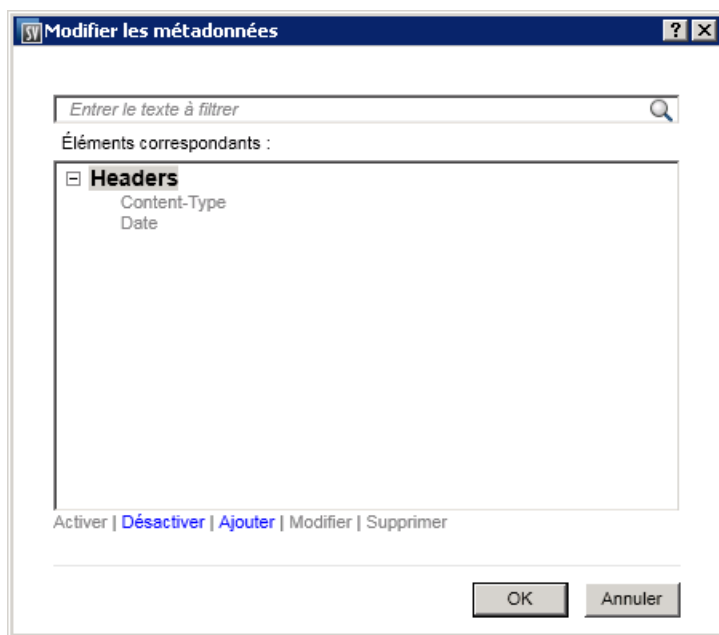 SV Modifier les métadonnées ? X
Entrer le texte à filtrer
Éléments correspondants :
Headers
Content-Type
Date
Activer | Désactiver | Ajouter | Modifier | Supprimer
OK Annuler